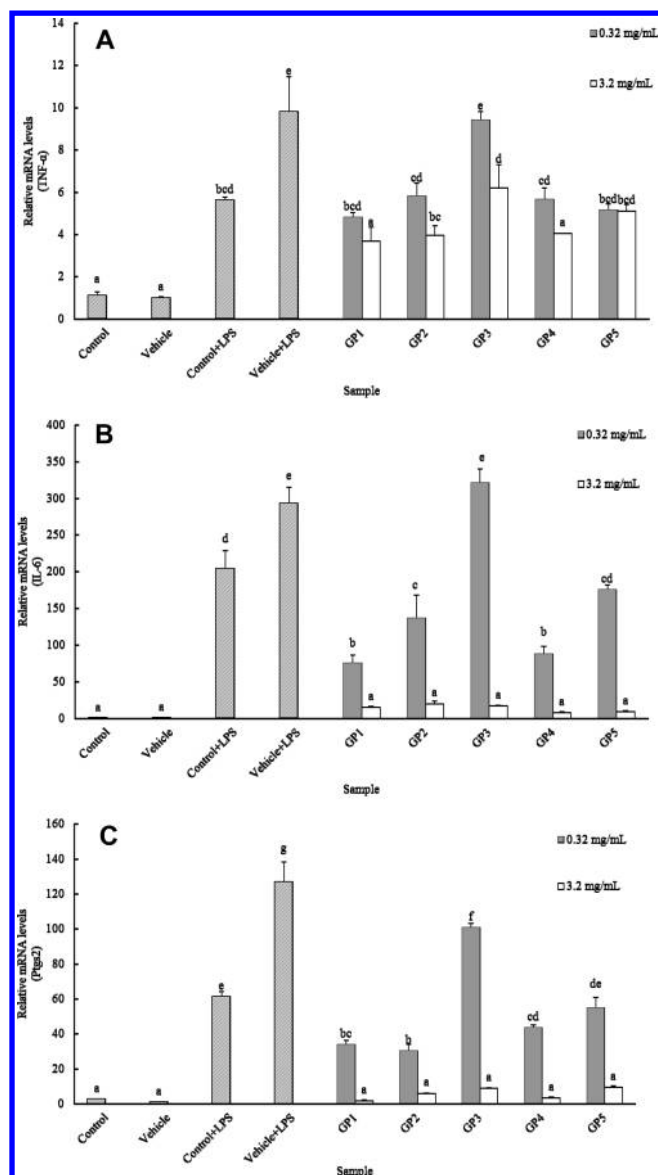 A
14
12
10
8
6
4
2
0
Relative mRNA levels
(TNF-α)
0.32 mg/mL
3.2 mg/mL
a
a
bcd
e
bcd
a
cd
bc
e
d
cd
a
bcd
bcd
Control
Vehicle
Control+LPS
Vehicle+LPS
GP1
GP2
GP3
GP4
GP5
Sample
B
400
350
300
250
200
150
100
50
0
Relative mRNA levels
(IL-6)
0.32 mg/mL
3.2 mg/mL
a
a
d
e
b
a
c
a
e
a
b
a
cd
a
Control
Vehicle
Control+LPS
Vehicle+LPS
GP1
GP2
GP3
GP4
GP5
Sample
C
160
140
120
100
80
60
40
20
0
Relative mRNA levels
(Ptgs2)
0.32 mg/mL
3.2 mg/mL
a
a
e
g
bc
a
b
a
f
a
cd
a
de
a
Control
Vehicle
Control+LPS
Vehicle+LPS
GP1
GP2
GP3
GP4
GP5
Sample